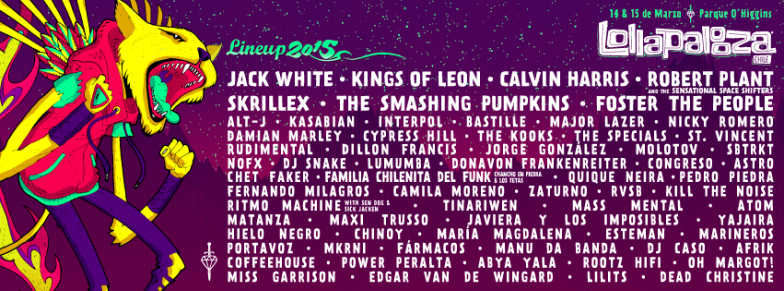 14 & 15 de Marzo Parque O'Higgins
Lollapalooza
CHILE
Lineup 2015
JACK WHITE • KINGS OF LEON • CALVIN HARRIS • ROBERT PLANT
AND THE SENSATIONAL SPACE SHIFTERS
SKRILLEX • THE SMASHING PUMPKINS • FOSTER THE PEOPLE
ALT-J • KASABIAN • INTERPOL • BASTILLE • MAJOR LAZER • NICKY ROMERO
DAMIAN MARLEY • CYPRESS HILL • THE KOOKS • THE SPECIALS • ST. VINCENT
RUDIMENTAL • DILLON FRANCIS • JORGE GONZÁLEZ • MOLOTOV • SBTRKT
NOFX • DJ SNAKE • LUMUMBA • DONAVON FRANKENREITER • CONGRESO • ASTRO
CHET FAKER • FAMILIA CHILENITA DEL FUNK CHANCHO EN PIEDRA & LOS TETAS • QUIQUE NEIRA • PEDRO PIEDRA
FERNANDO MILAGROS • CAMILA MORENO • ZATURNO • RVSB • KILL THE NOISE
RITMO MACHINE WITH SEN DOG & SICK JACKEN • TINARIWEN • MASS MENTAL • ATOM
MATANZA • MAXI TRUSSO • JAVIERA Y LOS IMPOSIBLES • YAJAIRA
HIELO NEGRO • CHINOY • MARÍA MAGDALENA • ESTEMAN • MARINEROS
PORTAVOZ • MKRNI • FÁRMACOS • MANU DA BANDA • DJ CASO • AFRIK
COFFEEHOUSE • POWER PERALTA • ABYA YALA • ROOTZ HIFI • OH MARGOT!
MISS GARRISON • EDGAR VAN DE WINGARD • LILITS • DEAD CHRISTINE